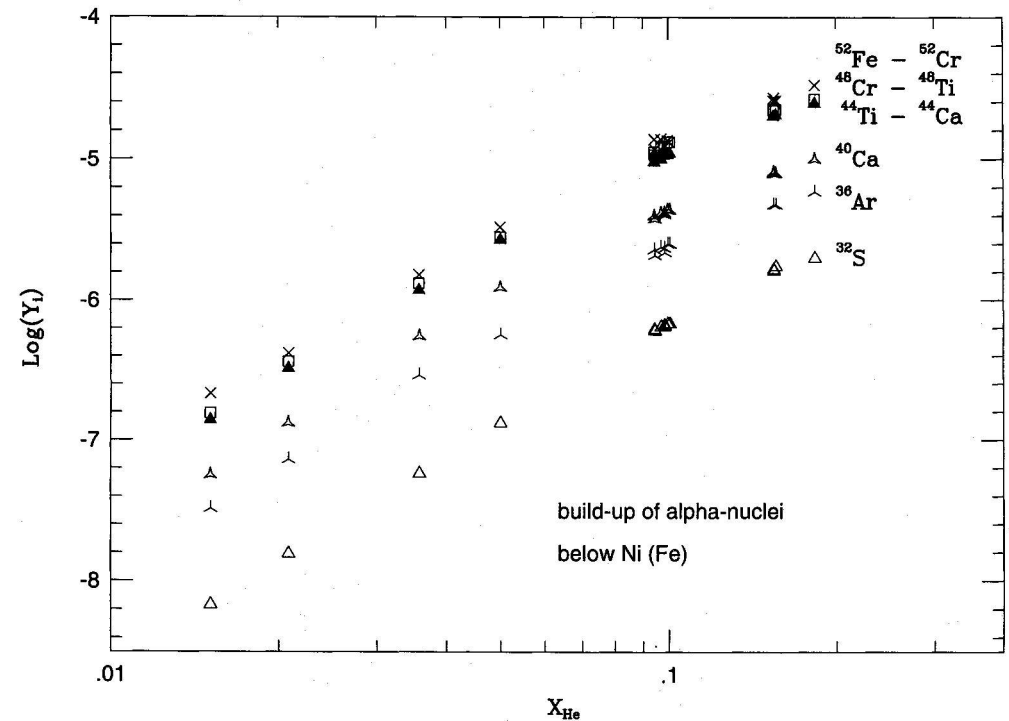 -4
-5
-6
-7
-8
Log(Yᵢ)
⁵²Fe – ⁵²Cr
⁴⁸Cr – ⁴⁸Ti
⁴⁴Ti – ⁴⁴Ca
⁴⁰Ca
³⁶Ar
³²S
build-up of alpha-nuclei
below Ni (Fe)
.01
.1
X_He